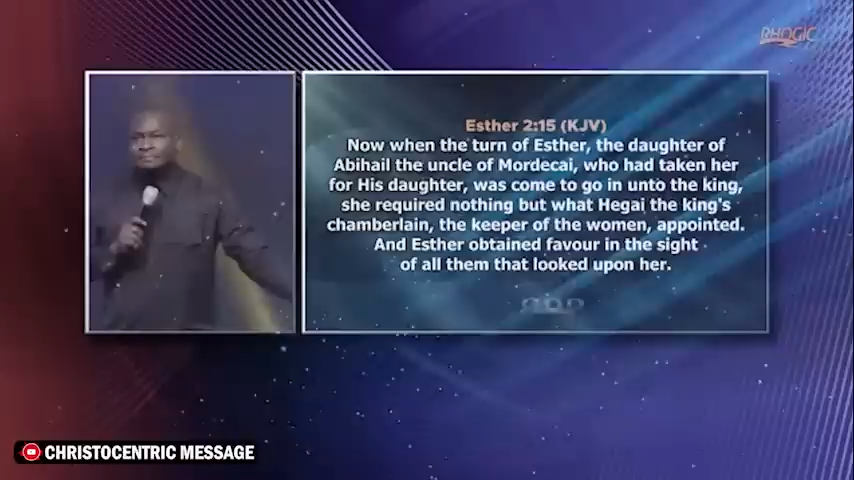 RHOGIC
Esther 2:15 (KJV)
Now when the turn of Esther, the daughter of
Abihail the uncle of Mordecai, who had taken her
for His daughter, was come to go in unto the king,
she required nothing but what Hegai the king's
chamberlain, the keeper of the women, appointed.
And Esther obtained favour in the sight
of all them that looked upon her.
CHRISTOCENTRIC MESSAGE